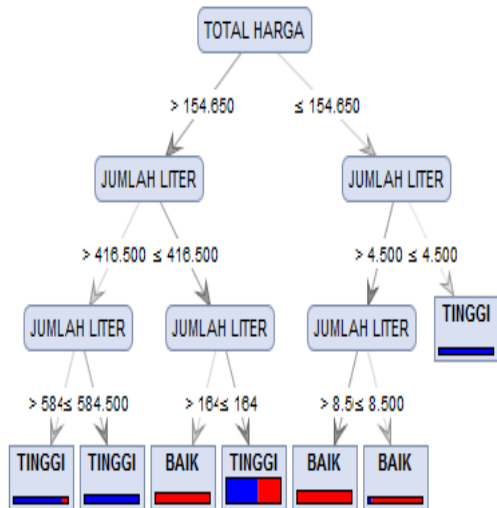 TOTAL HARGA
> 154.650 ≤ 154.650
JUMLAH LITER JUMLAH LITER
> 416.500 ≤ 416.500 > 4.500 ≤ 4.500
JUMLAH LITER JUMLAH LITER JUMLAH LITER TINGGI
> 584 ≤ 584.500 > 164 ≤ 164 > 8.5 ≤ 8.500
TINGGI TINGGI BAIK TINGGI BAIK BAIK